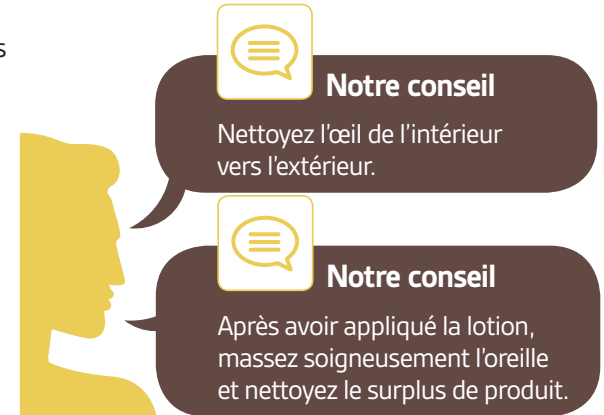 s
Notre conseil
Nettoyez l'œil de l'intérieur
vers l'extérieur.
Notre conseil
Après avoir appliqué la lotion,
massez soigneusement l'oreille
et nettoyez le surplus de produit.